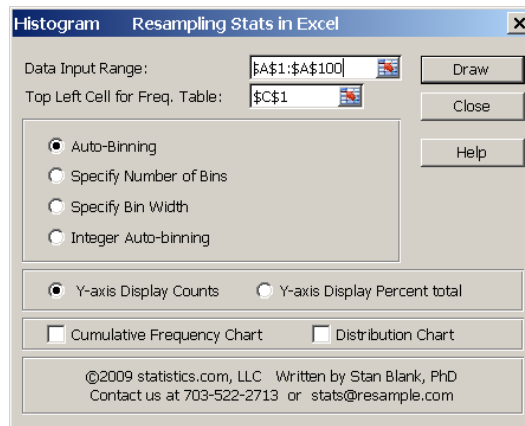 Histogram Resampling Stats in Excel
Data Input Range: $A$1:$A$100 Draw
Top Left Cell for Freq. Table: $C$1 Close
Auto-Binning Help
Specify Number of Bins
Specify Bin Width
Integer Auto-binning
Y-axis Display Counts Y-axis Display Percent total
Cumulative Frequency Chart Distribution Chart
©2009 statistics.com, LLC Written by Stan Blank, PhD
Contact us at 703-522-2713 or stats@resample.com